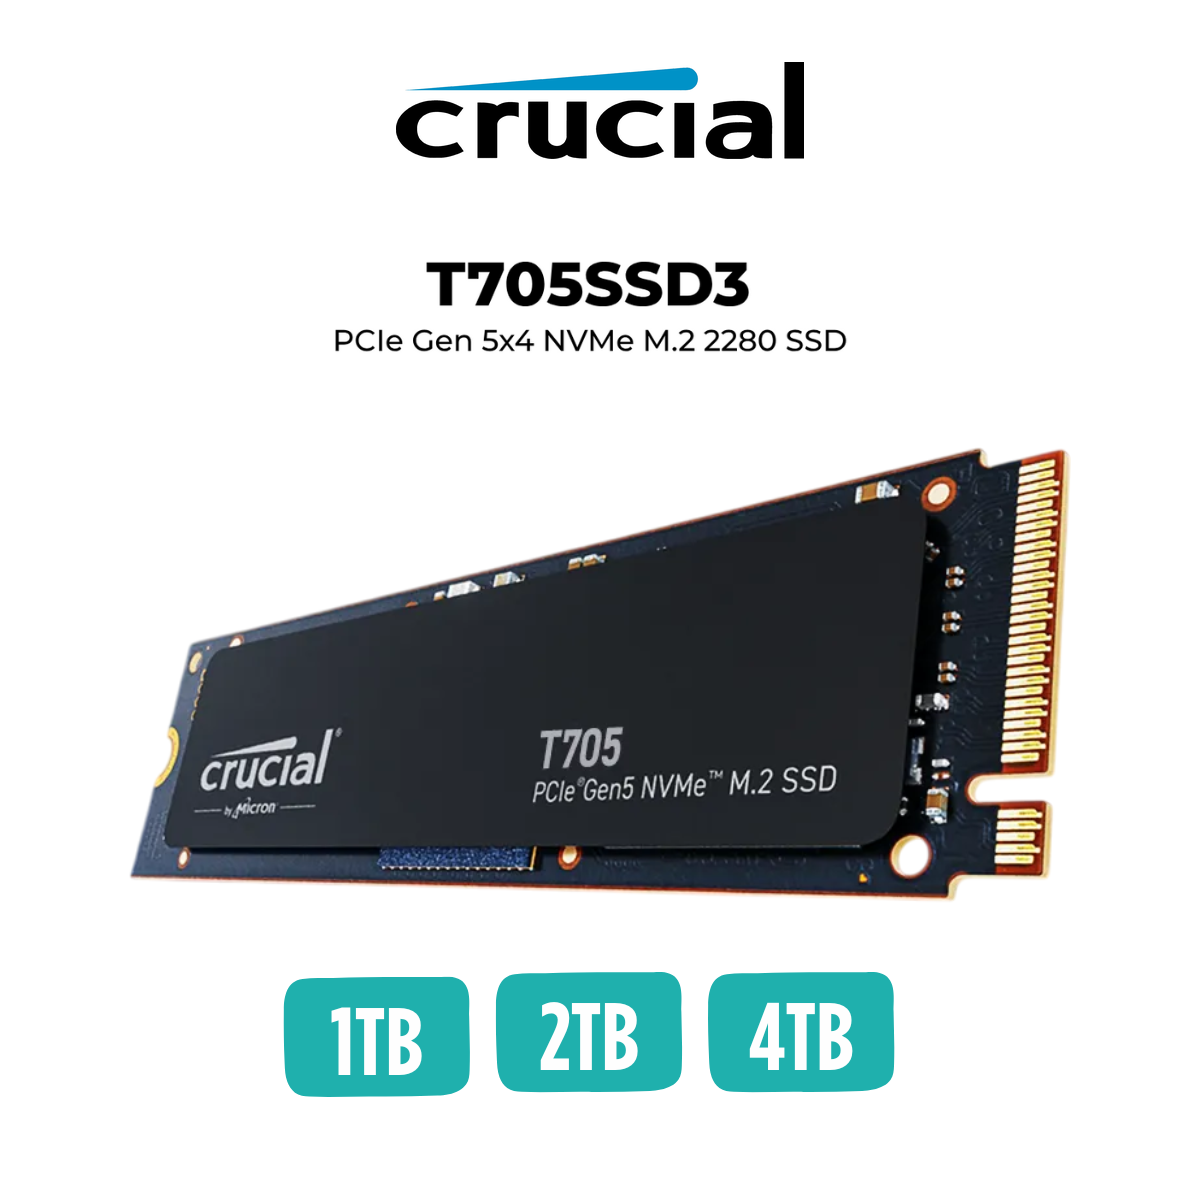 crucial
T705SSD3
PCIe Gen 5x4 NVMe M.2 2280 SSD
crucial®
by Micron®
T705
PCIe® Gen5 NVMe™ M.2 SSD
1TB
2TB
4TB